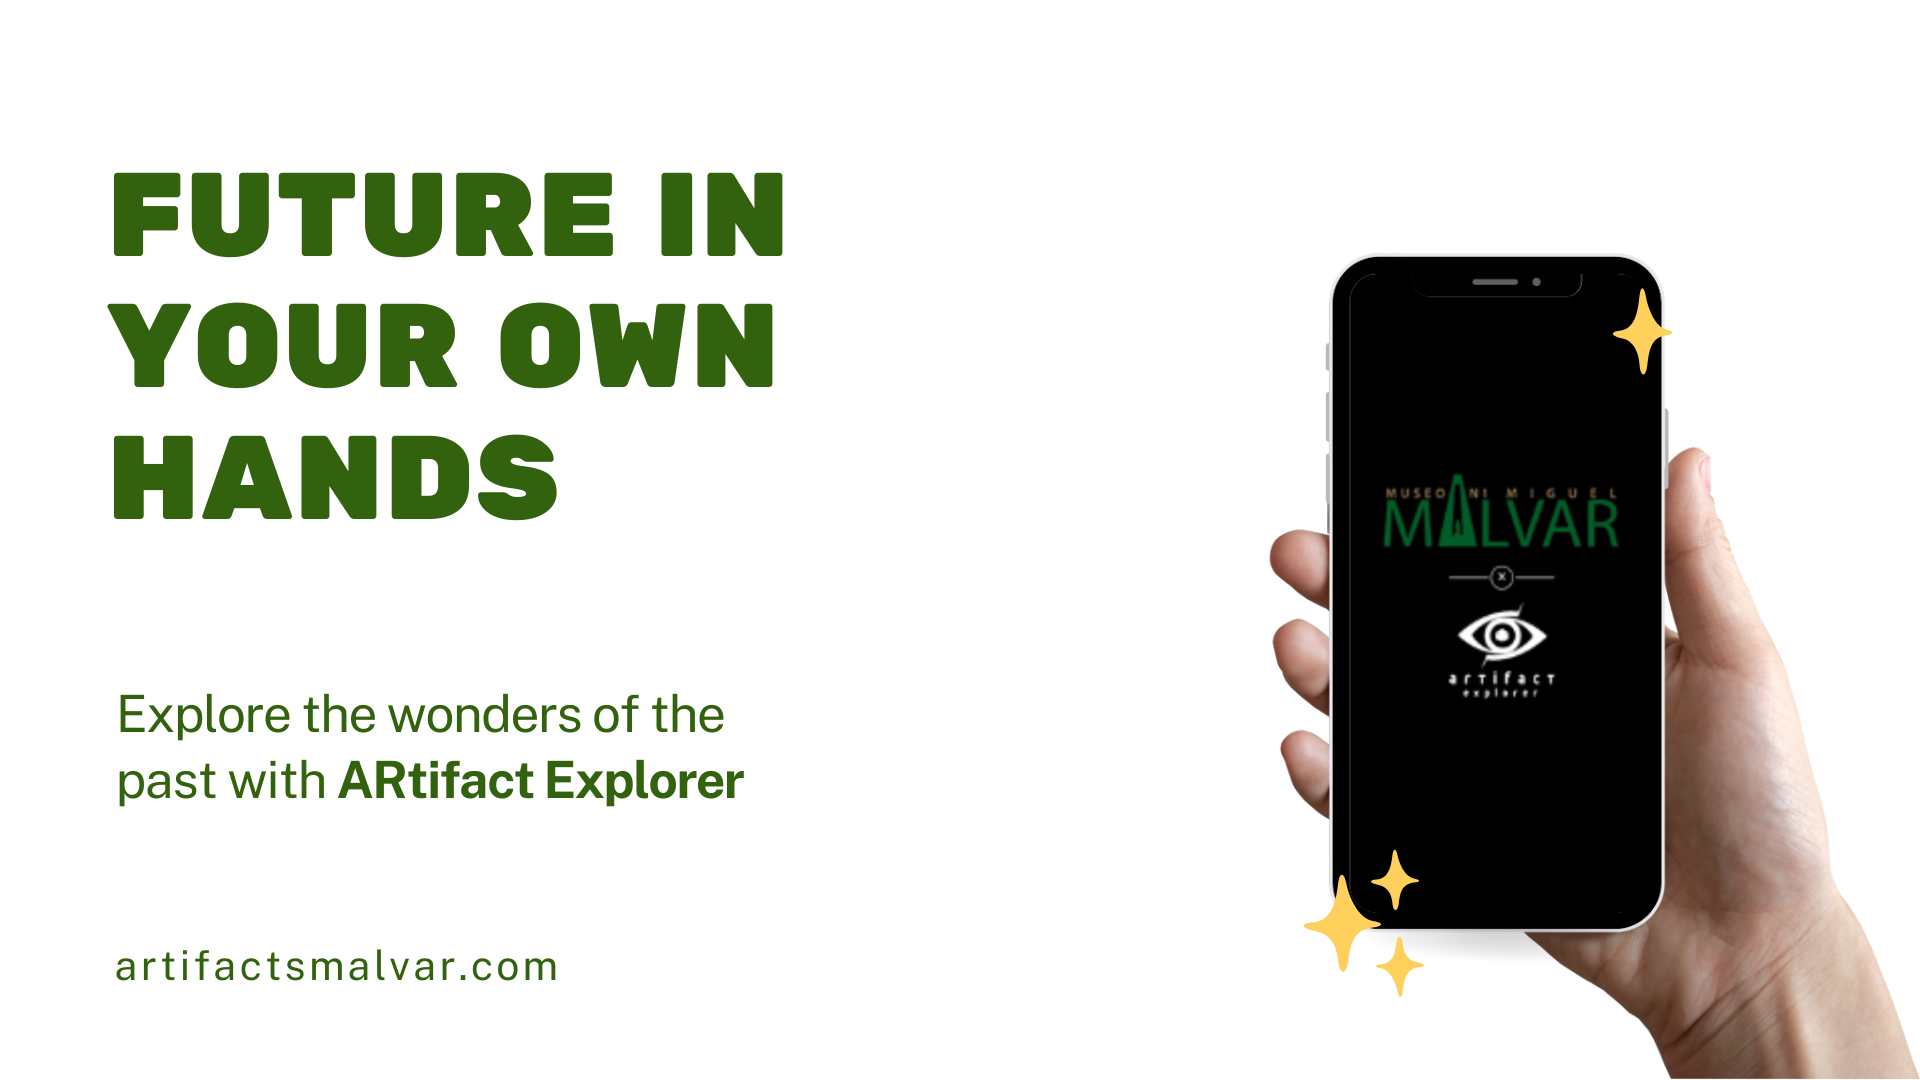 FUTURE IN
YOUR OWN
HANDS
Explore the wonders of the
past with ARtifact Explorer
artifactsmalvar.com
MUSEO NI MIGUEL
MALVAR
X
artifact
explorer